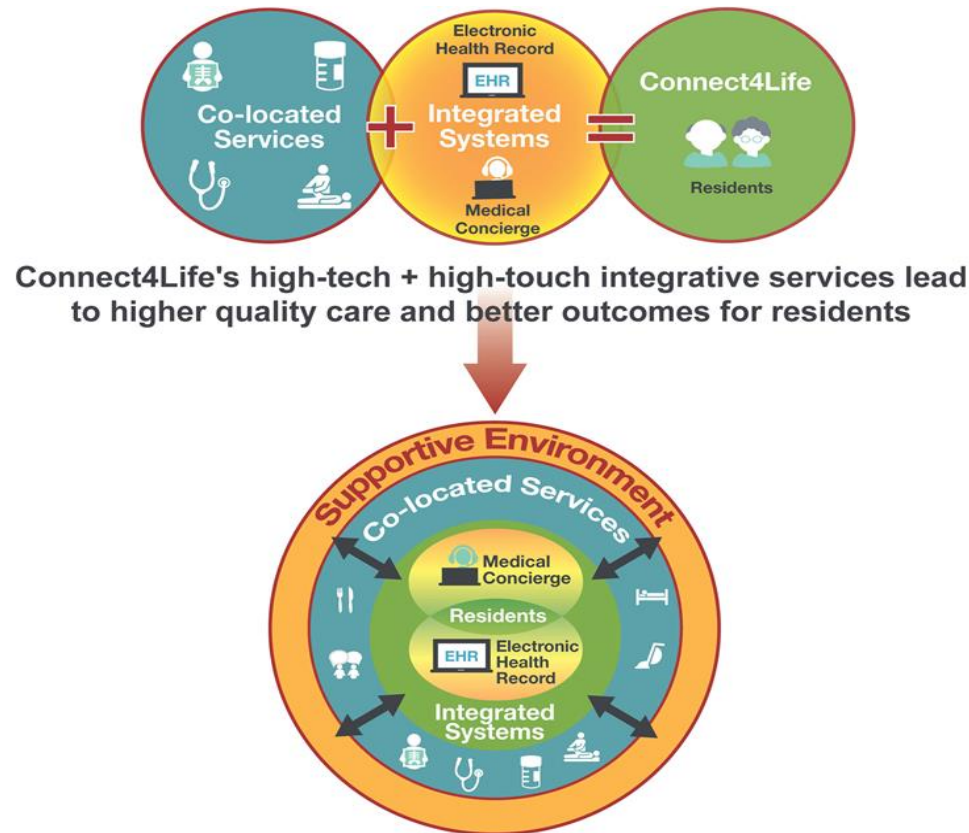 Co-located
Services
+
Electronic
Health Record
EHR
Integrated
Systems
Medical
Concierge
=
Connect4Life
Residents
Connect4Life's high-tech + high-touch integrative services lead
to higher quality care and better outcomes for residents
Supportive Environment
Co-located Services
Medical
Concierge
Residents
EHR
Electronic
Health
Record
Integrated
Systems